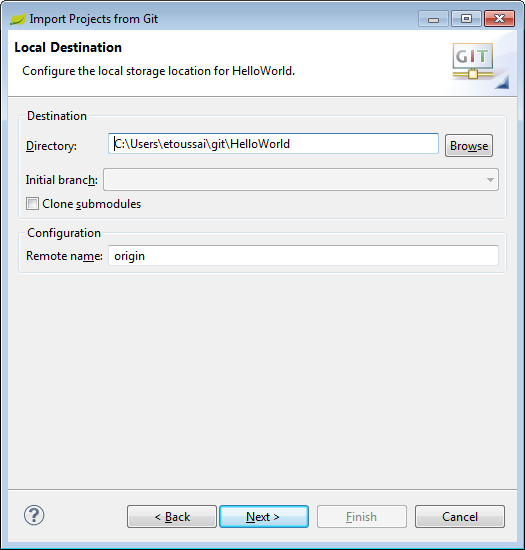 Import Projects from Git
Local Destination
Configure the local storage location for HelloWorld.
GIT
Destination
Directory: C:\Users\etoussai\git\HelloWorld Browse
Initial branch:
Clone submodules
Configuration
Remote name: origin
? < Back Next > Finish Cancel